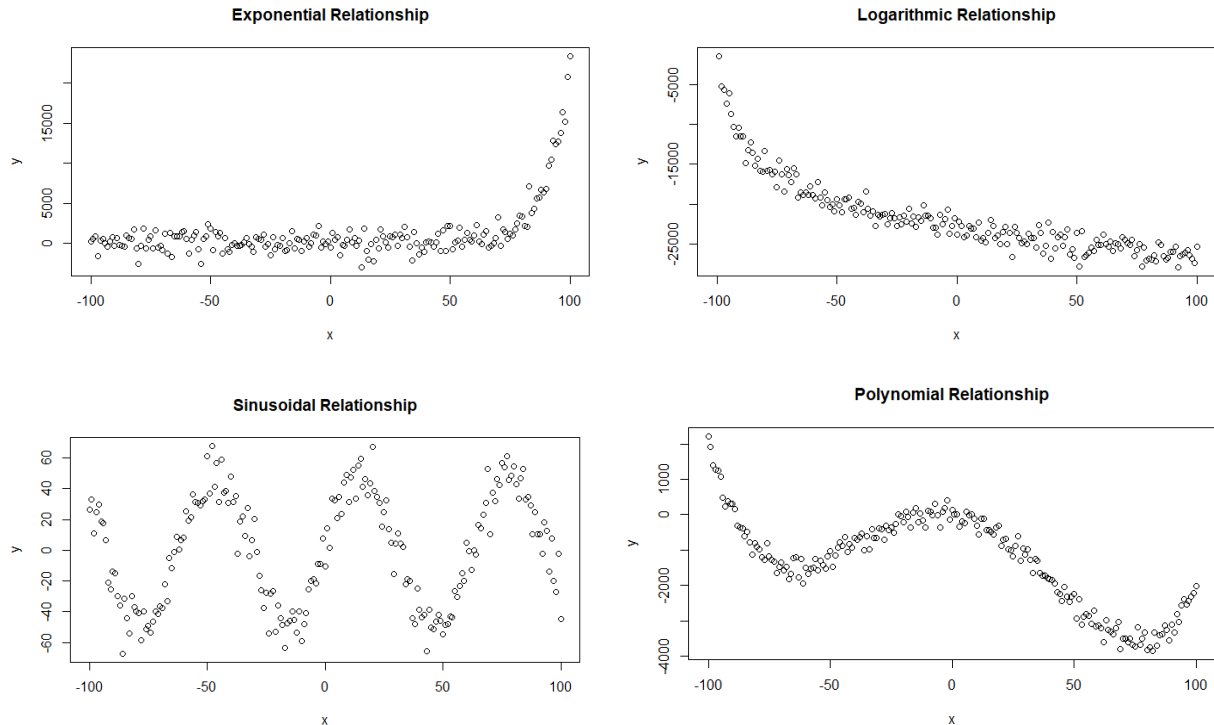 Exponential Relationship
15000
5000
0
y
-100 -50 0 50 100
x
Logarithmic Relationship
-5000
-15000
-25000
y
-100 -50 0 50 100
x
Sinusoidal Relationship
60
40
20
0
-20
-40
-60
y
-100 -50 0 50 100
x
Polynomial Relationship
1000
0
-2000
-4000
y
-100 -50 0 50 100
x